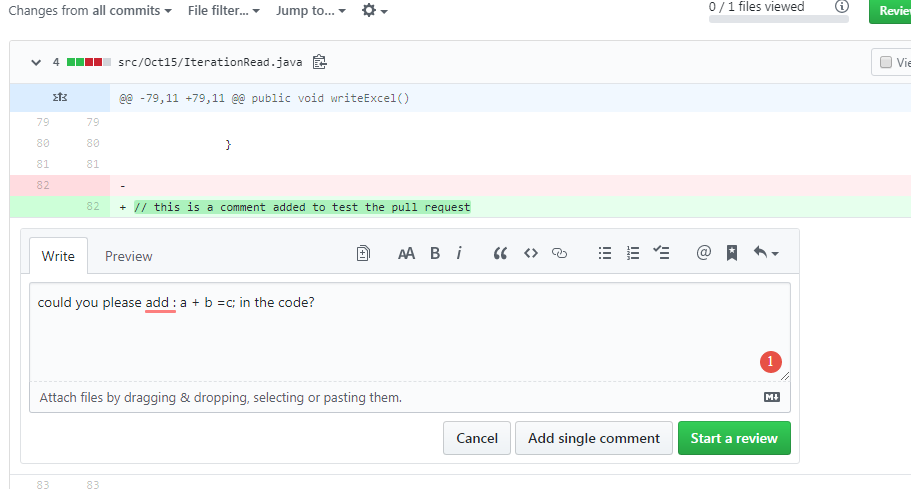 Changes from all commits File filter... Jump to... 0 / 1 files viewed Review
4 src/Oct15/IterationRead.java Vie
@@ -79,11 +79,11 @@ public void writeExcel()
79 79
80 80 }
81 81
82 -
82 + // this is a comment added to test the pull request
Write Preview AA B i @
could you please add : a + b =c; in the code?
1
Attach files by dragging & dropping, selecting or pasting them. M
Cancel Add single comment Start a review
83 83